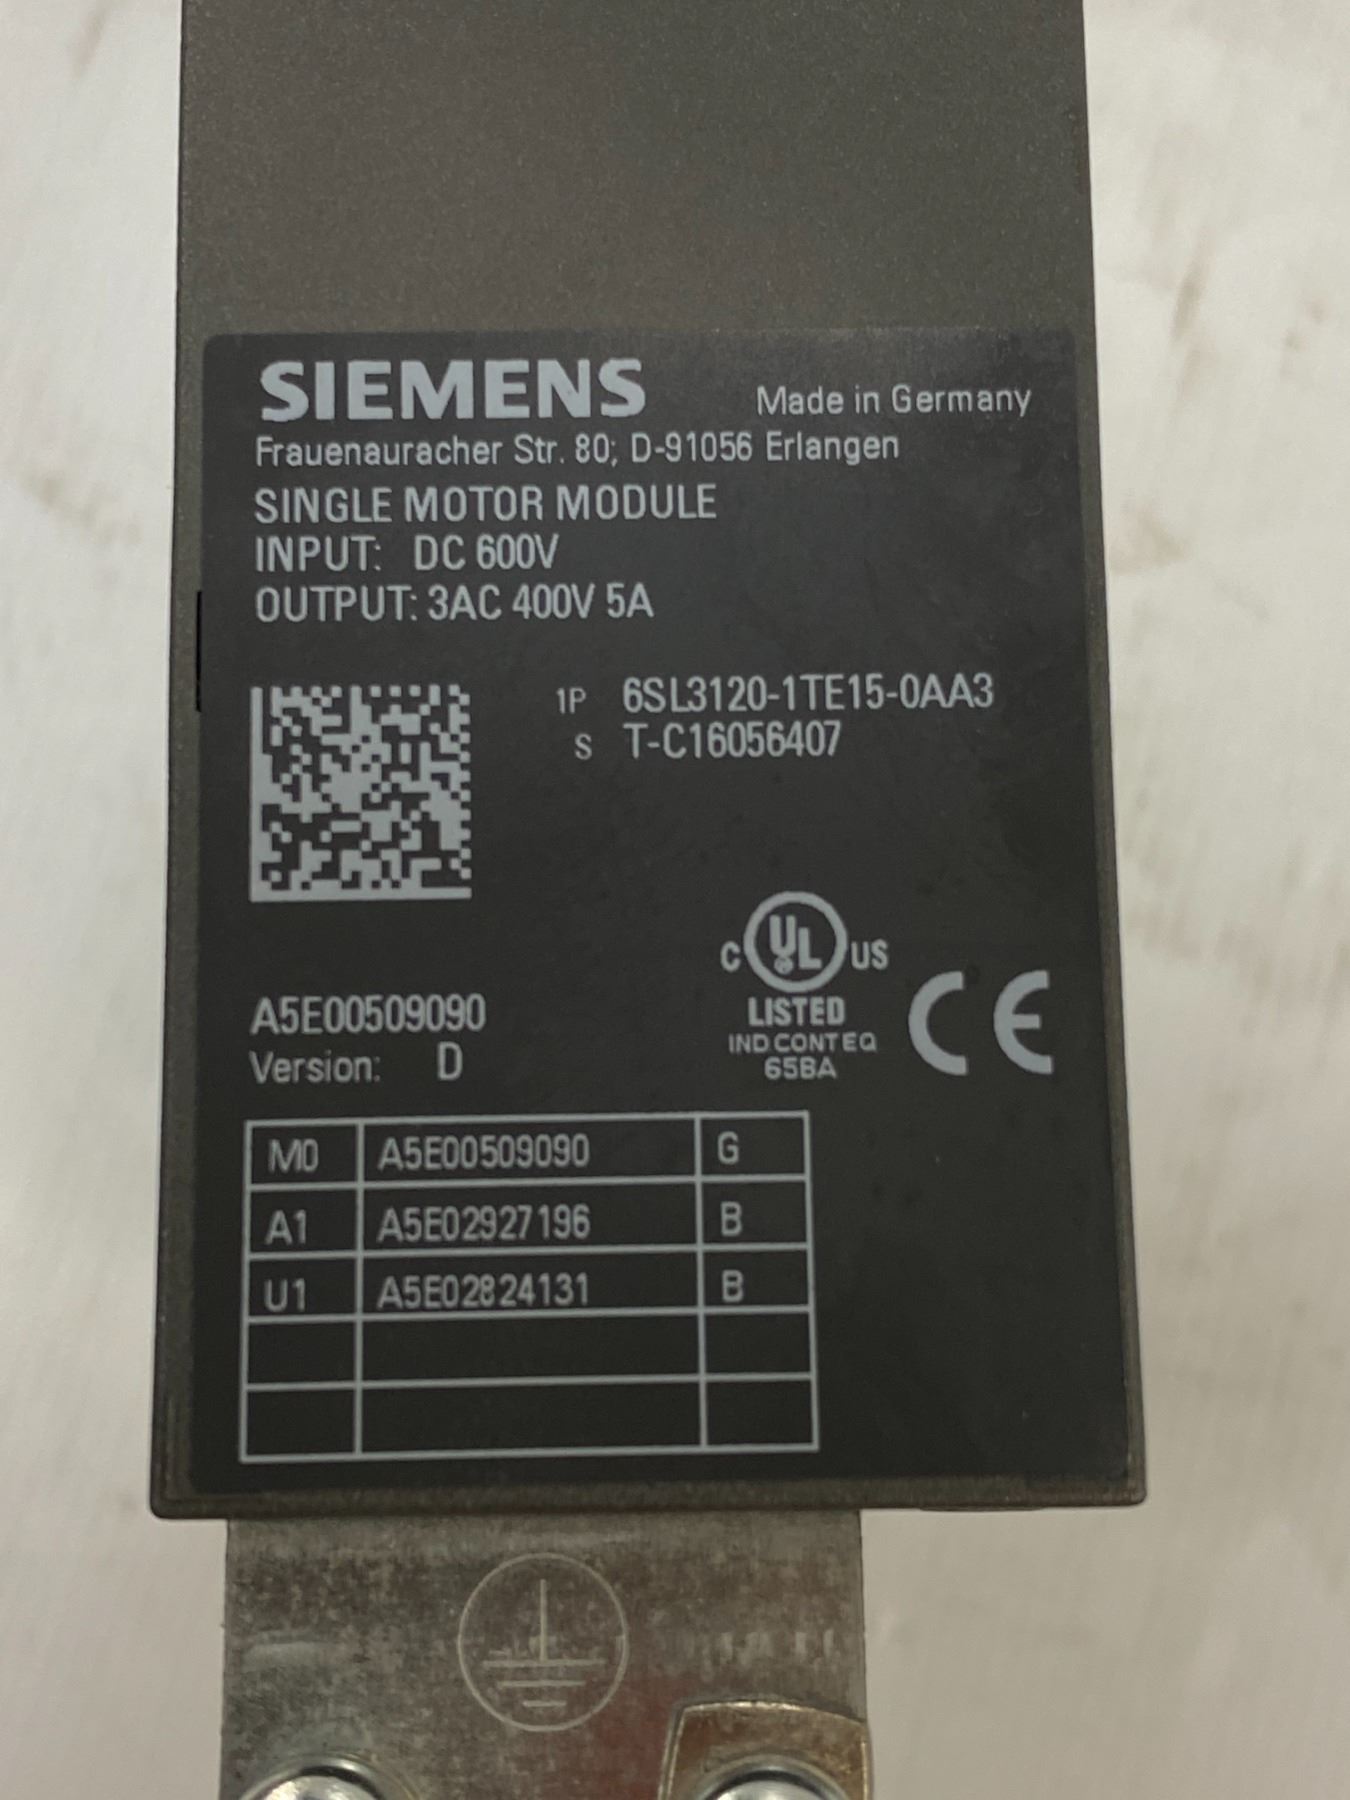 SIEMENS Made in Germany
Frauenauracher Str. 80; D-91056 Erlangen
SINGLE MOTOR MODULE
INPUT: DC 600V
OUTPUT: 3AC 400V 5A
1P 6SL3120-1TE15-0AA3
S T-C16056407
C UL US
LISTED
IND CONT EQ
65BA
CE
A5E00509090
Version: D
M0 A5E00509090 G
A1 A5E02927196 B
U1 A5E02824131 B